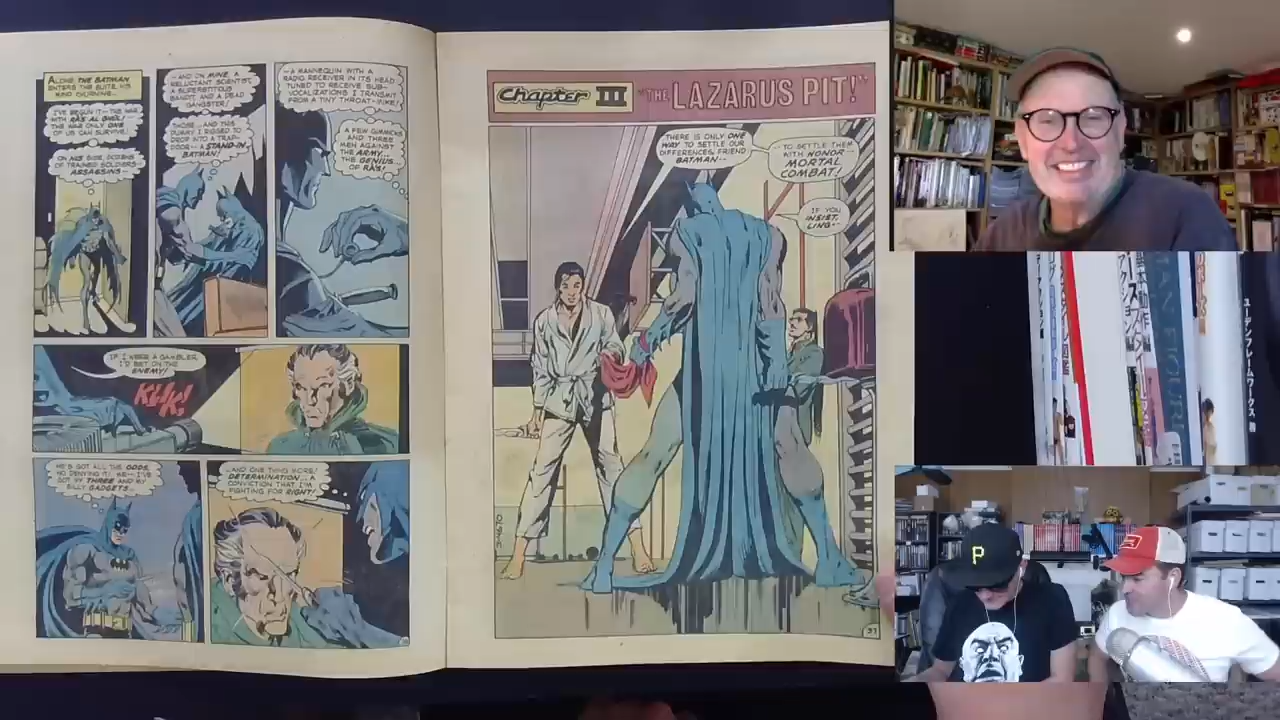 ALONE, THE BATMAN
ENTERS THE SUITE, HIS
MIND CHURNING...
I'VE BEGUN IT--THE WAR
WITH RĀ'S AL GHŪL!--
THE WAR ONLY ONE
OF US CAN SURVIVE!
ON HIS SIDE, DOZENS
OF TRAINED SOLDIERS,
ASSASSINS--
--AND ON MINE, A
RELUCTANT SCIENTIST,
A SUPERSTITIOUS
BANDIT AND A DEAD
GANGSTER!
THOSE--AND THIS
DUMMY I RIGGED TO
DROP INTO A TRAP-
DOOR--A STAND-IN
BATMAN!
--A MANNEQUIN WITH A
RADIO RECEIVER IN ITS HEAD
TUNED TO RECEIVE SUB-
VOCALIZATIONS I TRANSMIT
FROM A TINY THROAT-MIKE!
A FEW GIMMICKS
AND THREE
MEN AGAINST
THE ARMY...
THE GENIUS...
OF RĀ'S!
IF I WERE A GAMBLER,
I'D BET ON THE
ENEMY!
KLIK!
HE'S GOT ALL THE ODDS,
NO DENYING IT! ME--I'VE
GOT MY THREE AND MY
SILLY GADGETS...
...AND ONE THING MORE!
DETERMINATION... A
CONVICTION THAT I'M
FIGHTING FOR RIGHT!
Chapter III "THE LAZARUS PIT!"
THERE IS ONLY ONE
WAY TO SETTLE OUR
DIFFERENCES, FRIEND
BATMAN--
--TO SETTLE THEM
WITH HONOR...
MORTAL
COMBAT!
IF YOU
INSIST,
LING--
37
P